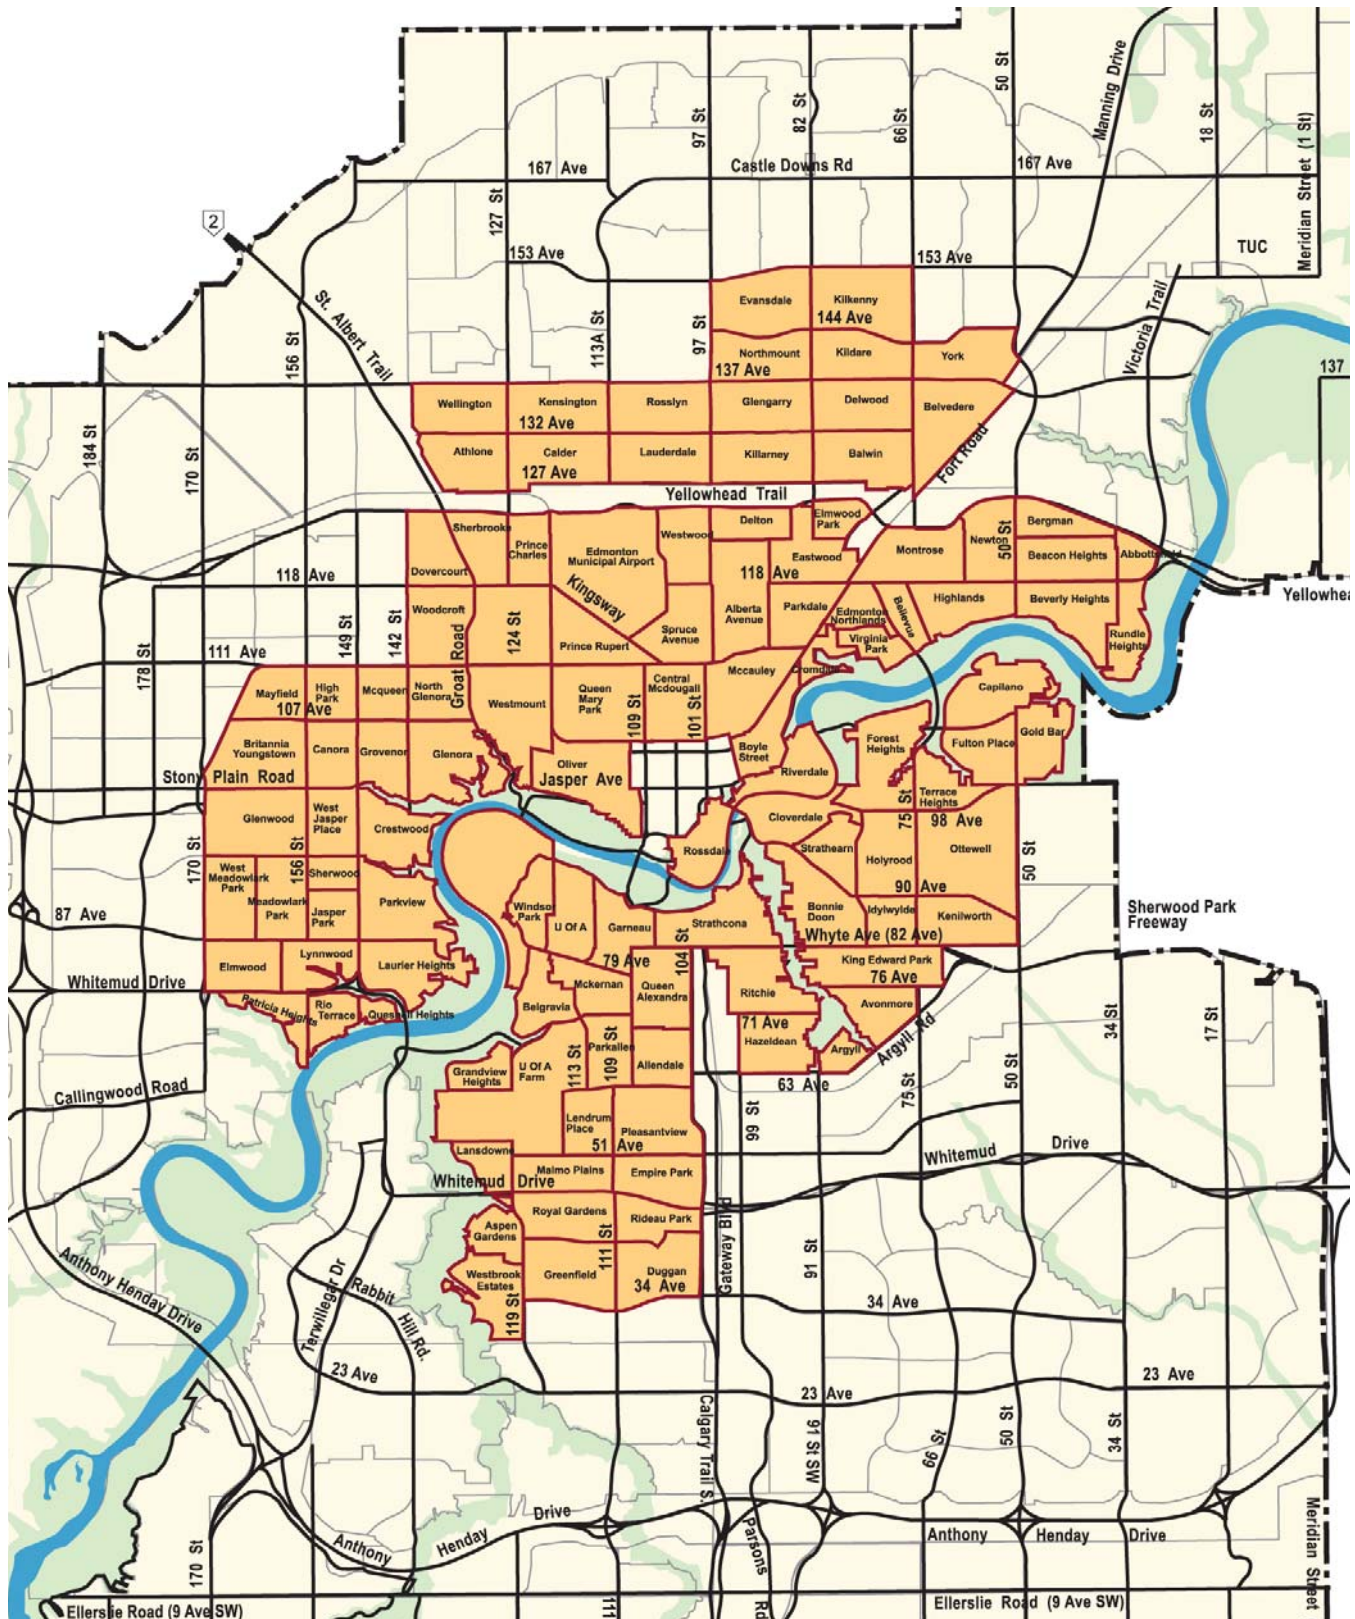 50 St
Manning Drive
82 St
97 St
66 St
18 St
Meridian Street (1 St)
167 Ave
Castle Downs Rd
167 Ave
127 St
2
153 Ave
153 Ave
TUC
St. Albert Trail
Evansdale
Kilkenny
144 Ave
Victoria Trail
156 St
113A St
97 St
Northmount
Kildare
York
137 Ave
137
Wellington
Kensington
Rosslyn
Glengarry
Delwood
Belvedere
132 Ave
184 St
170 St
Athlone
Calder
Lauderdale
Killarney
Balwin
127 Ave
Fort Road
Yellowhead Trail
Sherbrooke
Prince
Charles
Westwood
Delton
Elmwood
Park
Bergman
Newton
50 St
Edmonton
Municipal Airport
Eastwood
Montrose
Beacon Heights
Abbottsfield
118 Ave
Dovercourt
Kingsway
118 Ave
Yellowhea
Woodcroft
Alberta
Avenue
Parkdale
Edmonton
Northlands
Bellevue
Highlands
Beverly Heights
149 St
142 St
124 St
Groat Road
Prince Rupert
Spruce
Avenue
Virginia
Park
Rundle
Heights
178 St
111 Ave
Mccauley
Cromdale
Mayfield
High
Park
Mcqueen
North
Glenora
Queen
Mary
Park
Central
Mcdougall
Capilano
107 Ave
Westmount
109 St
101 St
Britannia
Youngstown
Canora
Grovenor
Glenora
Boyle
Street
Forest
Heights
Fulton Place
Gold Bar
Oliver
Riverdale
Stony Plain Road
Jasper Ave
Terrace
Heights
75 St
Glenwood
West
Jasper
Place
Crestwood
Cloverdale
98 Ave
170 St
156 St
Rossdale
Strathearn
Holyrood
Ottewell
50 St
West
Meadowlark
Park
Sherwood
90 Ave
Meadowlark
Park
Jasper
Park
Parkview
Windsor
Park
U Of A
Garneau
Strathcona
Bonnie
Doon
Idylwylde
Kenilworth
Sherwood Park
Freeway
87 Ave
Whyte Ave (82 Ave)
Elmwood
Lynnwood
Laurier Heights
79 Ave
104 St
King Edward Park
76 Ave
Whitemud Drive
Mckernan
Queen
Alexandra
Ritchie
Avonmore
Patricia Heights
Rio
Terrace
Quesnell Heights
Belgravia
71 Ave
34 St
17 St
Parkallen
Hazeldean
Argyll
Argyll Rd
113 St
109 St
Allendale
Grandview
Heights
U Of A
Farm
63 Ave
75 St
50 St
Callingwood Road
Lendrum
Place
Pleasantview
99 St
51 Ave
Lansdowne
Malmo Plains
Empire Park
Whitemud Drive
Whitemud Drive
Royal Gardens
Rideau Park
Aspen
Gardens
111 St
Gateway Blvd
91 St
Westbrook
Estates
Greenfield
Duggan
34 Ave
34 Ave
119 St
Anthony Henday Drive
Terwillegar Dr
Rabbit Hill Rd.
23 Ave
23 Ave
23 Ave
Calgary Trail S.
91 St SW
66 St
50 St
34 St
Anthony Henday Drive
Parsons Rd
Anthony Henday Drive
170 St
Meridian Street
111
Ellerslie Road (9 Ave SW)
Ellerslie Road (9 Ave SW)